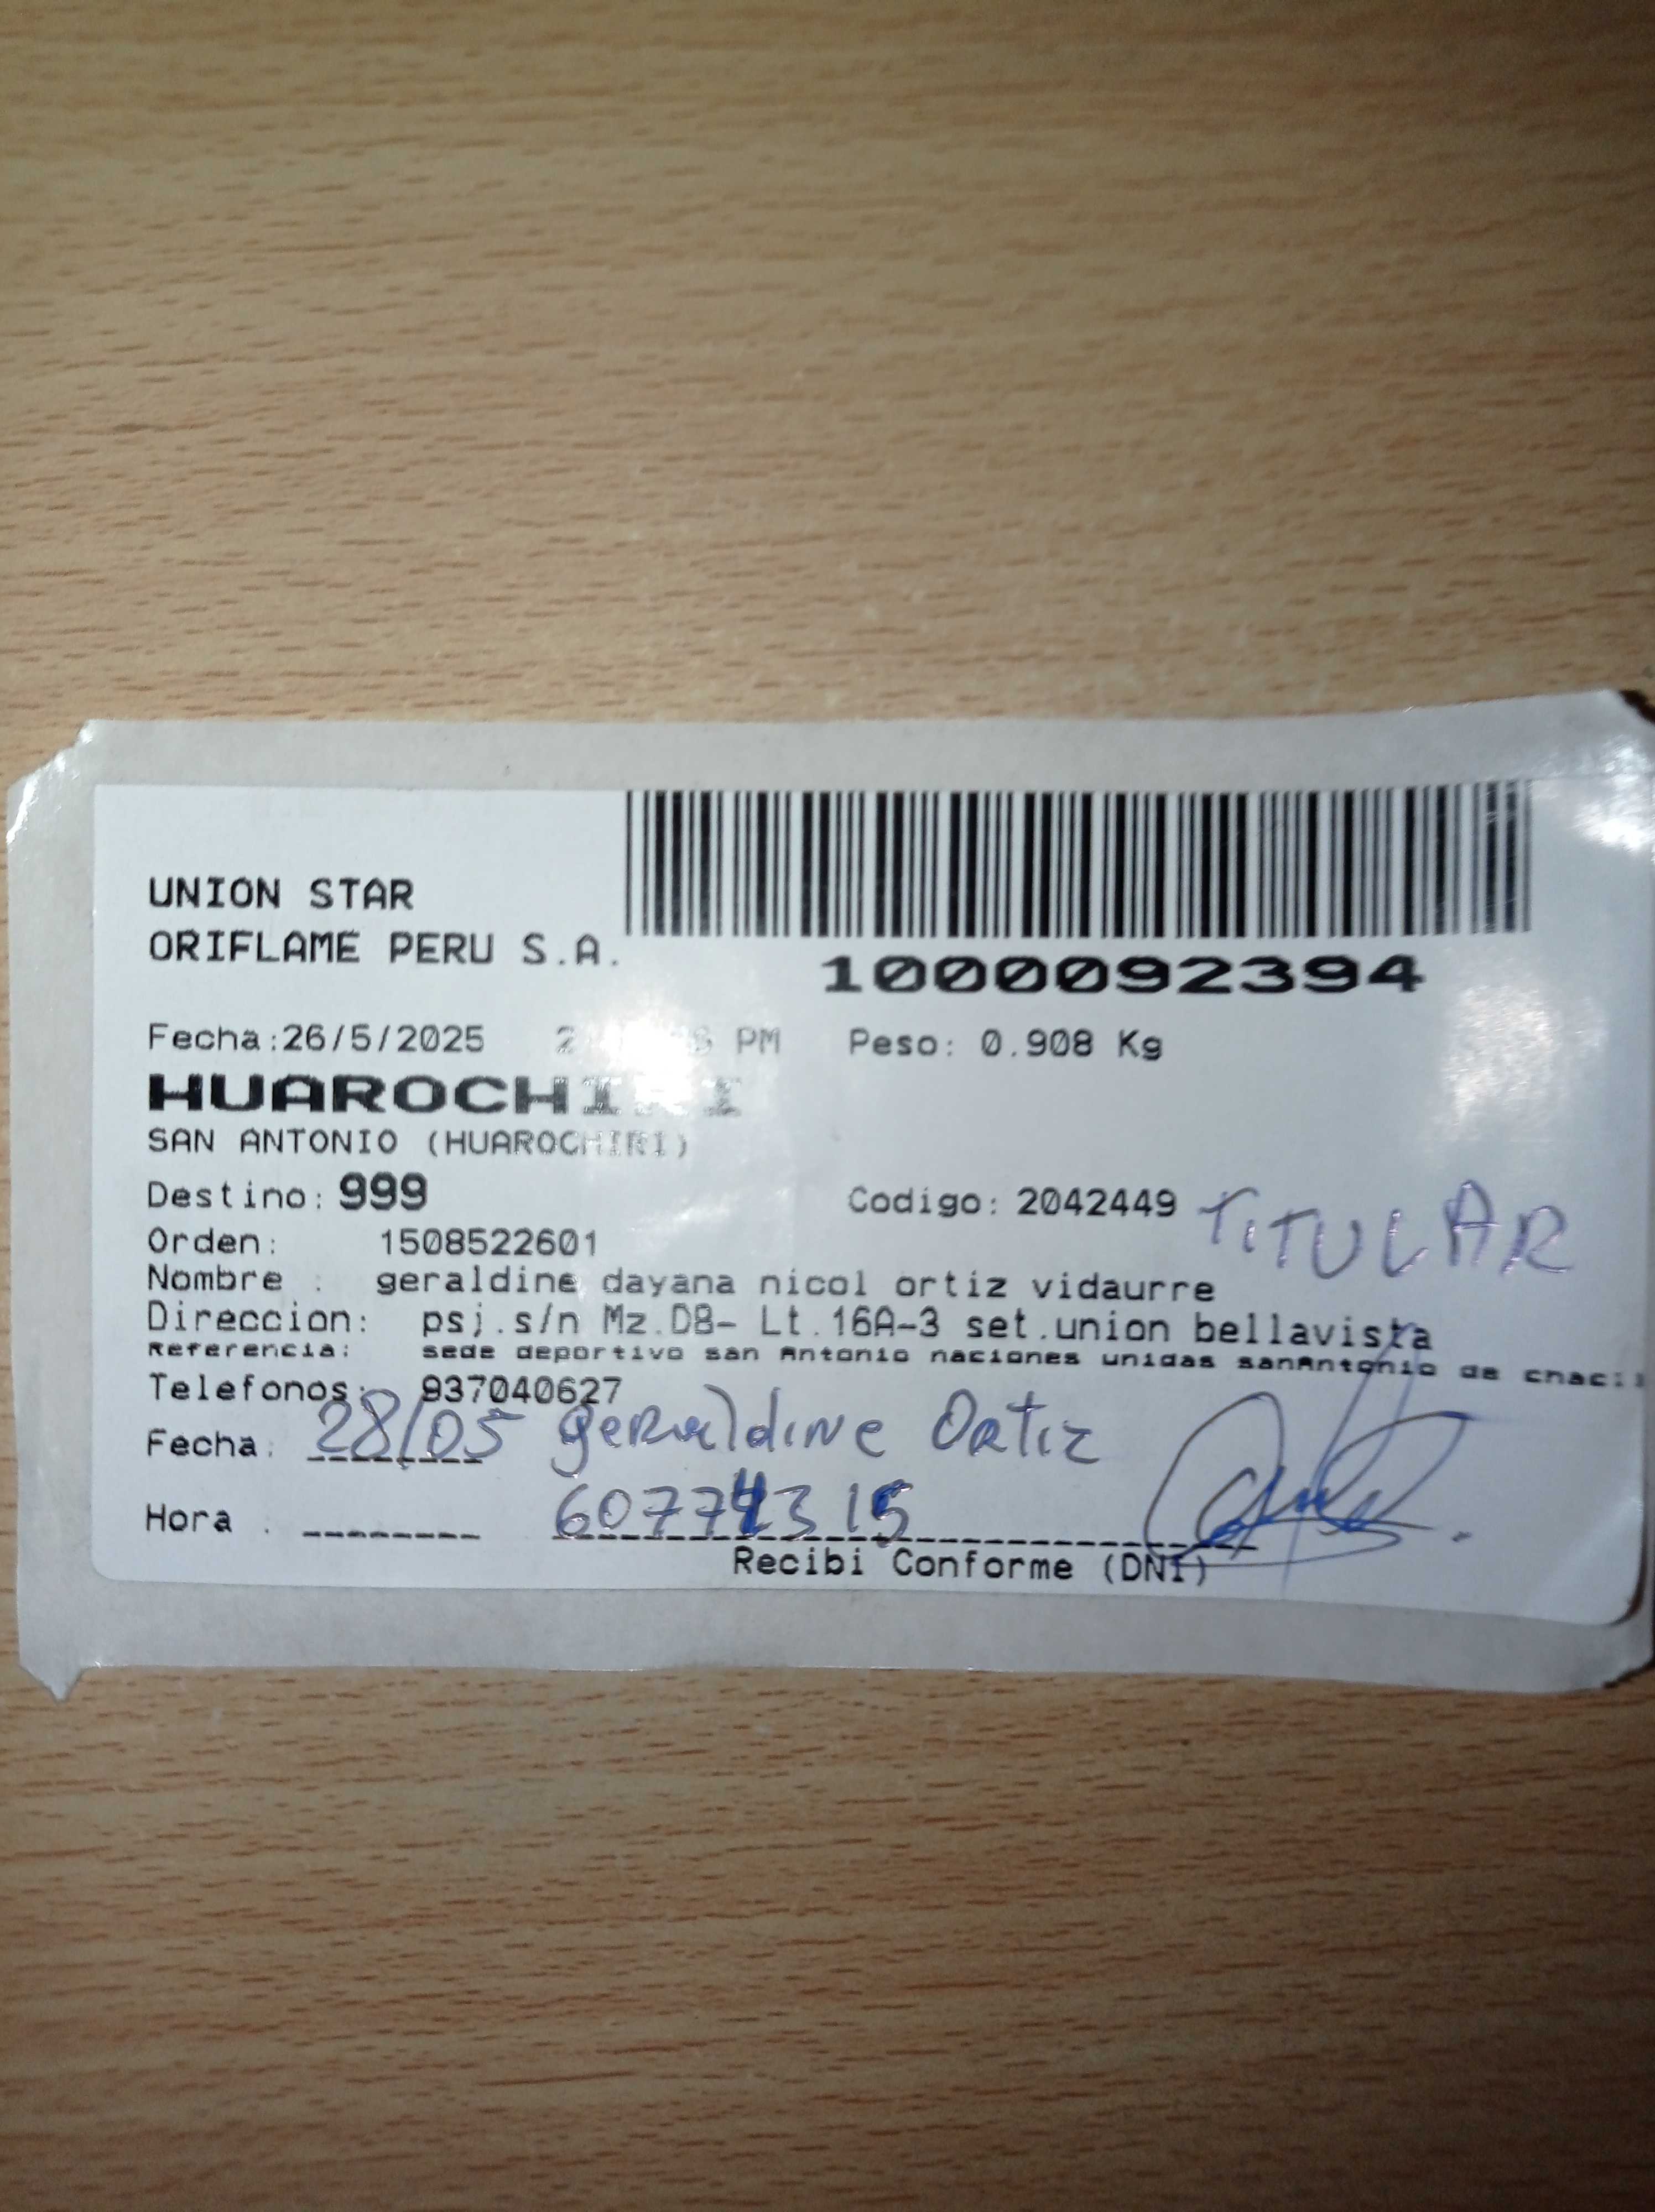 UNION STAR
ORIFLAME PERU S.A.
1000092394
Fecha:26/5/2025 PM Peso: 0.908 Kg
HUAROCHIRI
SAN ANTONIO (HUAROCHIRI)
Destino: 999 Codigo: 2042449 TITULAR
Orden: 1508522601
Nombre : geraldine dayana nicol ortiz vidaurre
Direccion: psj.s/n Mz.D8- Lt.16A-3 set.union bellavista
Referencia: sede deportivo san Antonio naciones unidas sanAntonio de
Telefonos: 937040627
Fecha: 28/05 geraldine Ortiz
Hora :
Recibi Conforme (DNI)